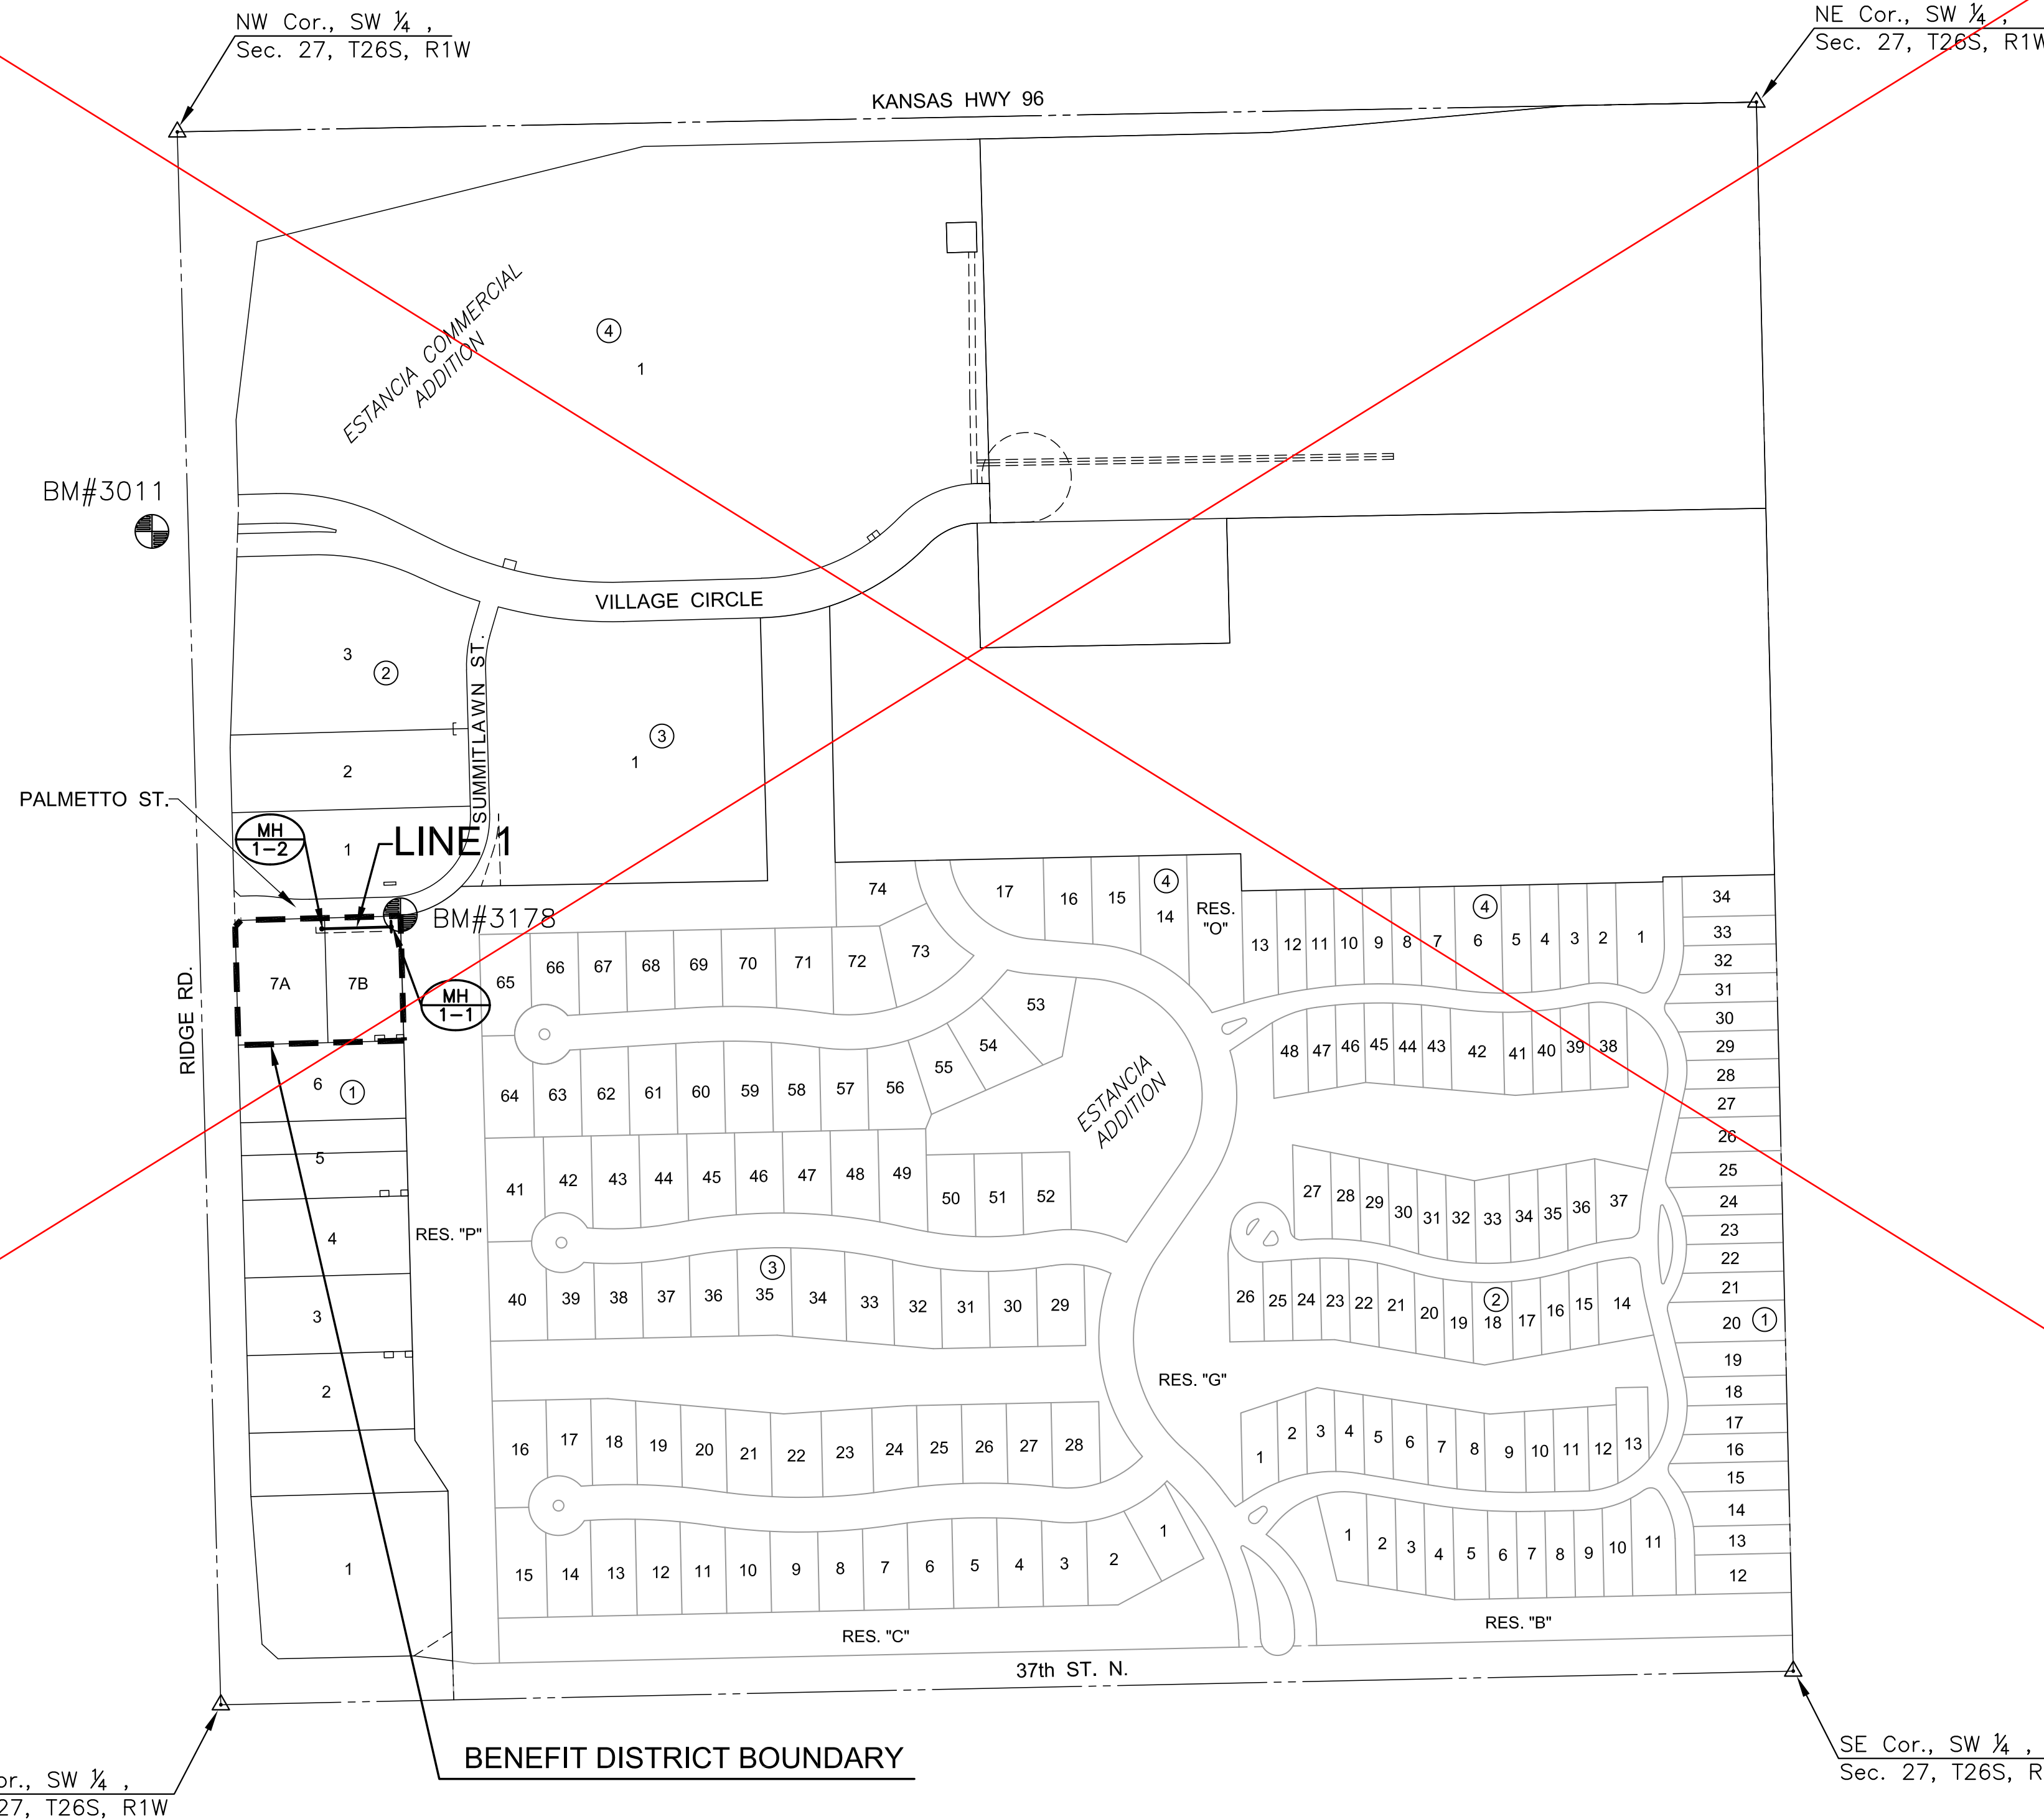 NW Cor., SW ¼ ,
Sec. 27, T26S, R1W
NE Cor., SW ¼ ,
Sec. 27, T26S, R1W
KANSAS HWY 96
ESTANCIA COMMERCIAL
ADDITION
4
1
BM#3011
VILLAGE CIRCLE
SUMMITLAWN ST.
3
2
3
1
2
PALMETTO ST.
MH
1-2
1
LINE 1
BM#3178
7A
7B
MH
1-1
RIDGE RD.
6
1
5
4
3
2
1
RES. "P"
74
17
16
15
4
14
RES.
"O"
13 12 11 10 9 8 7 6 5 4 3 2 1
4
34
33
32
31
30
29
28
27
26
25
24
23
22
21
20 1
19
18
17
16
15
14
13
12
65 66 67 68 69 70 71 72 73
53
54
55
64 63 62 61 60 59 58 57 56
48 47 46 45 44 43 42 41 40 39 38
ESTANCIA
ADDITION
41 42 43 44 45 46 47 48 49
50 51 52
27 28 29 30 31 32 33 34 35 36 37
3
40 39 38 37 36 35 34 33 32 31 30 29
2
26 25 24 23 22 21 20 19 18 17 16 15 14
RES. "G"
16 17 18 19 20 21 22 23 24 25 26 27 28
1 2 3 4 5 6 7 8 9 10 11 12 13
15 14 13 12 11 10 9 8 7 6 5 4 3 2 1
1 2 3 4 5 6 7 8 9 10 11
RES. "C"
RES. "B"
37th ST. N.
BENEFIT DISTRICT BOUNDARY
or., SW ¼ ,
27, T26S, R1W
SE Cor., SW ¼ ,
Sec. 27, T26S, R